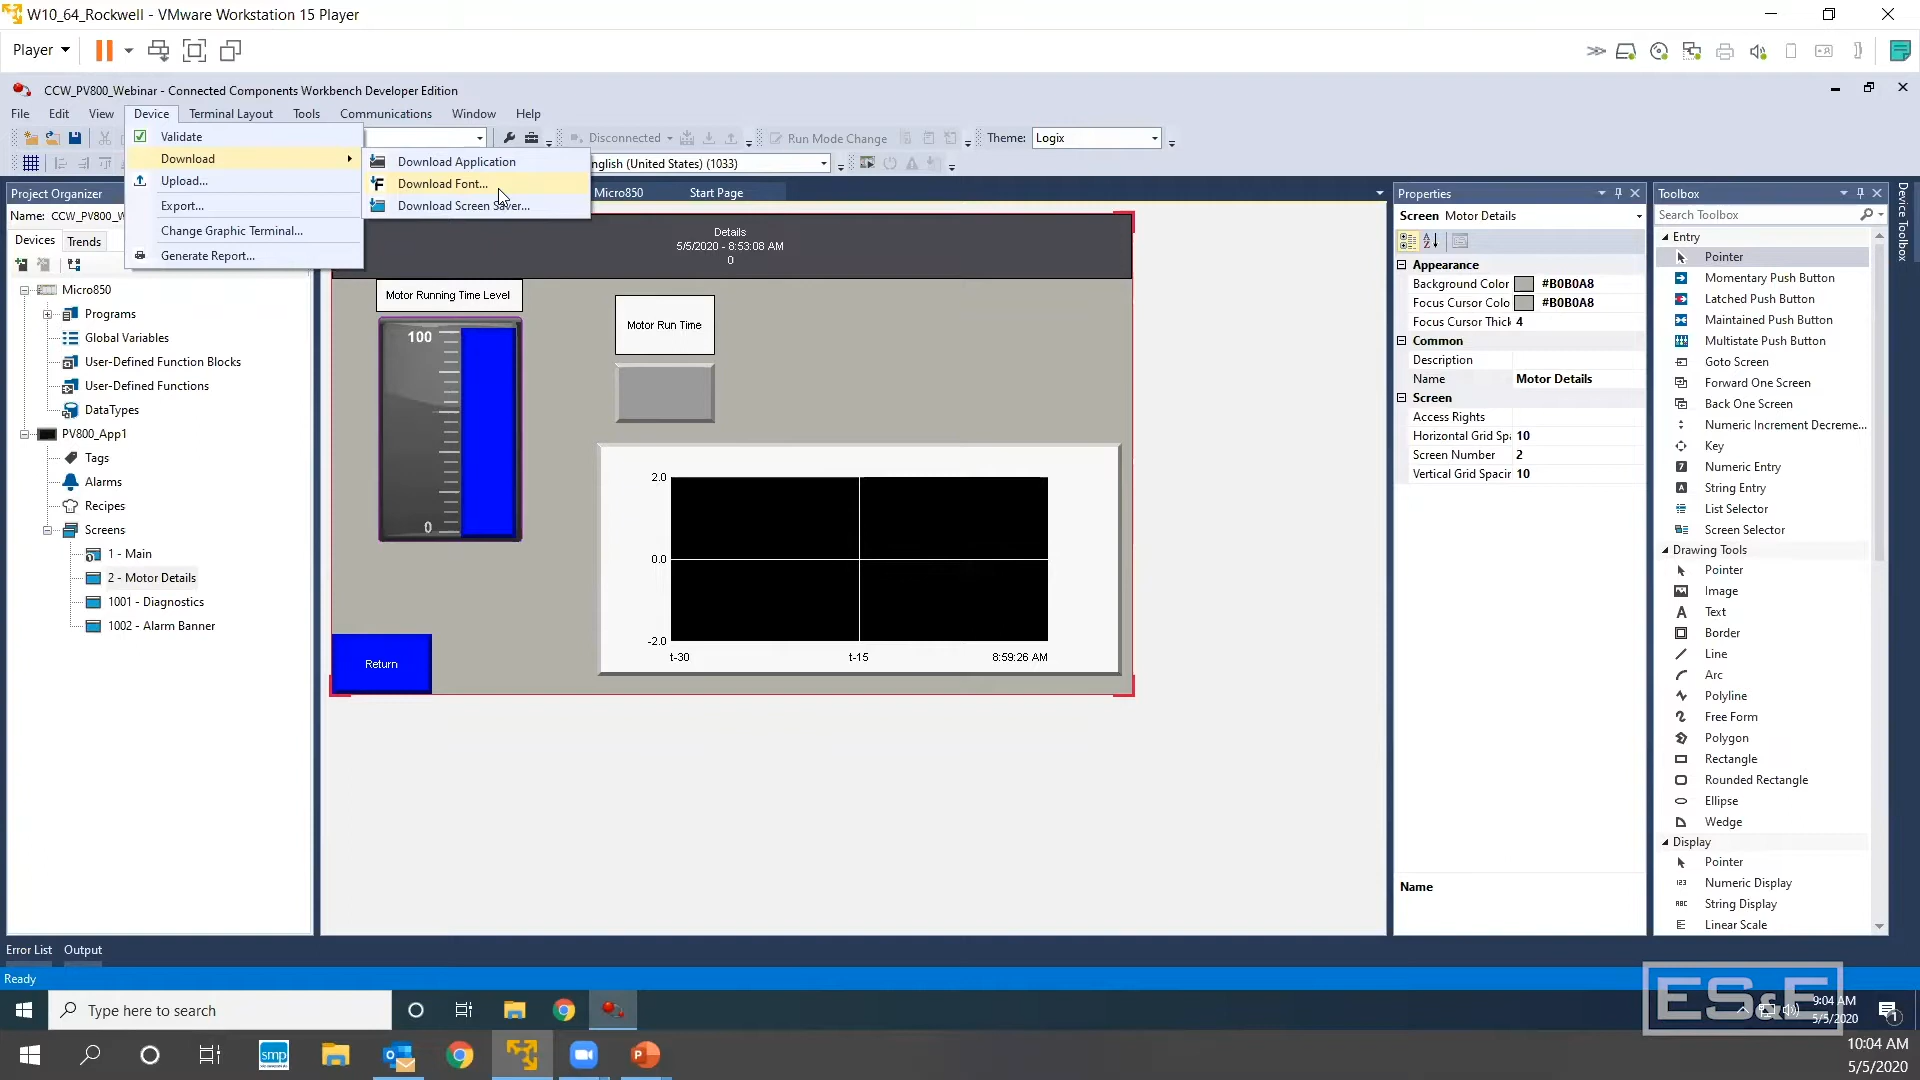 W10_64_Rockwell - VMware Workstation 15 Player
Player
CCW_PV800_Webinar - Connected Components Workbench Developer Edition
File Edit View Device Terminal Layout Tools Communications Window Help
Disconnected
Run Mode Change
Theme: Logix
nglish (United States) (1033)
Validate
Download
Upload...
Export...
Change Graphic Terminal...
Generate Report...
Download Application
Download Font...
Download Screen Saver...
Project Organizer
Name: CCW_PV800_W
Devices Trends
Micro850
Programs
Global Variables
User-Defined Function Blocks
User-Defined Functions
DataTypes
PV800_App1
Tags
Alarms
Recipes
Screens
1 - Main
2 - Motor Details
1001 - Diagnostics
1002 - Alarm Banner
Micro850 Start Page
Details
5/5/2020 - 8:53:08 AM
0
Motor Running Time Level
100
0
Motor Run Time
2.0
0.0
-2.0
t-30 t-15 8:59:26 AM
Return
Properties
Screen Motor Details
Appearance
Background Color #B0B0A8
Focus Cursor Colo #B0B0A8
Focus Cursor Thick 4
Common
Description
Name Motor Details
Screen
Access Rights
Horizontal Grid Spa 10
Screen Number 2
Vertical Grid Spacin 10
Name
Toolbox
Search Toolbox
Entry
Pointer
Momentary Push Button
Latched Push Button
Maintained Push Button
Multistate Push Button
Goto Screen
Forward One Screen
Back One Screen
Numeric Increment Decreme...
Key
Numeric Entry
String Entry
List Selector
Screen Selector
Drawing Tools
Pointer
Image
Text
Border
Line
Arc
Polyline
Free Form
Polygon
Rectangle
Rounded Rectangle
Ellipse
Wedge
Display
Pointer
Numeric Display
String Display
Linear Scale
Device Toolbox
Error List Output
Ready
Type here to search
ES&E
9:04 AM
5/5/2020
1
smp
10:04 AM
5/5/2020